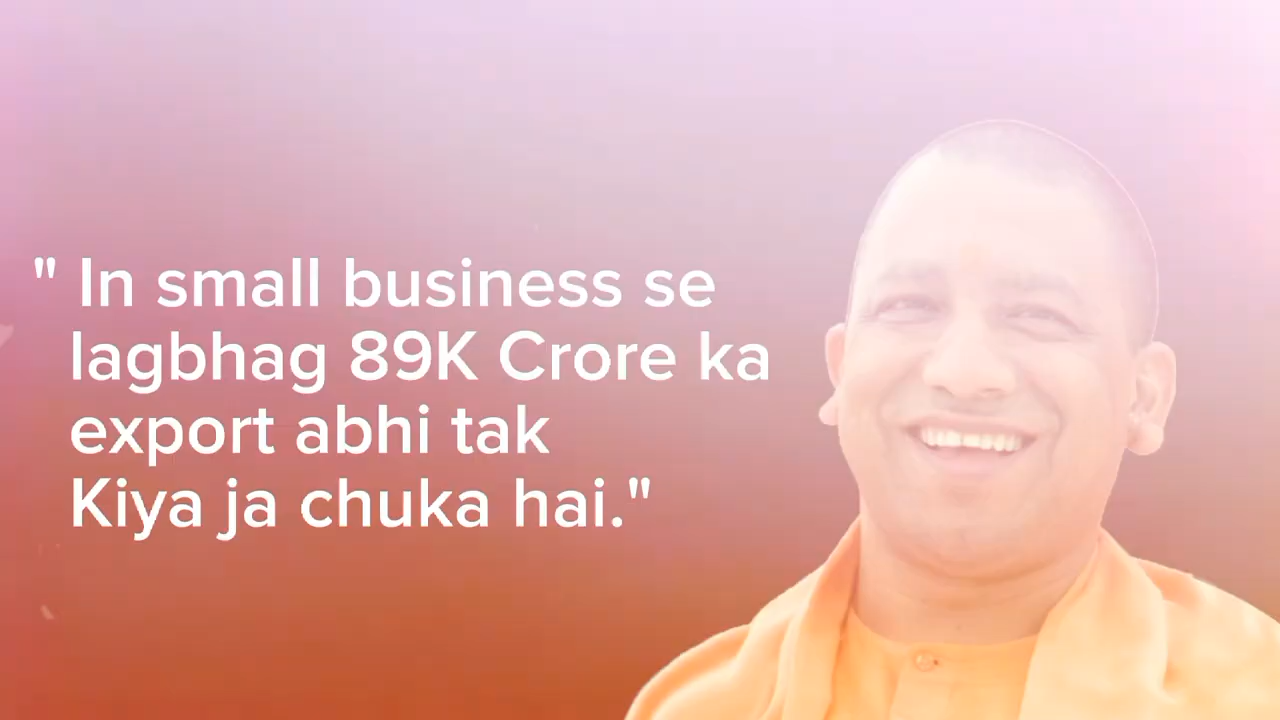 " In small business se
lagbhag 89K Crore ka
export abhi tak
Kiya ja chuka hai."